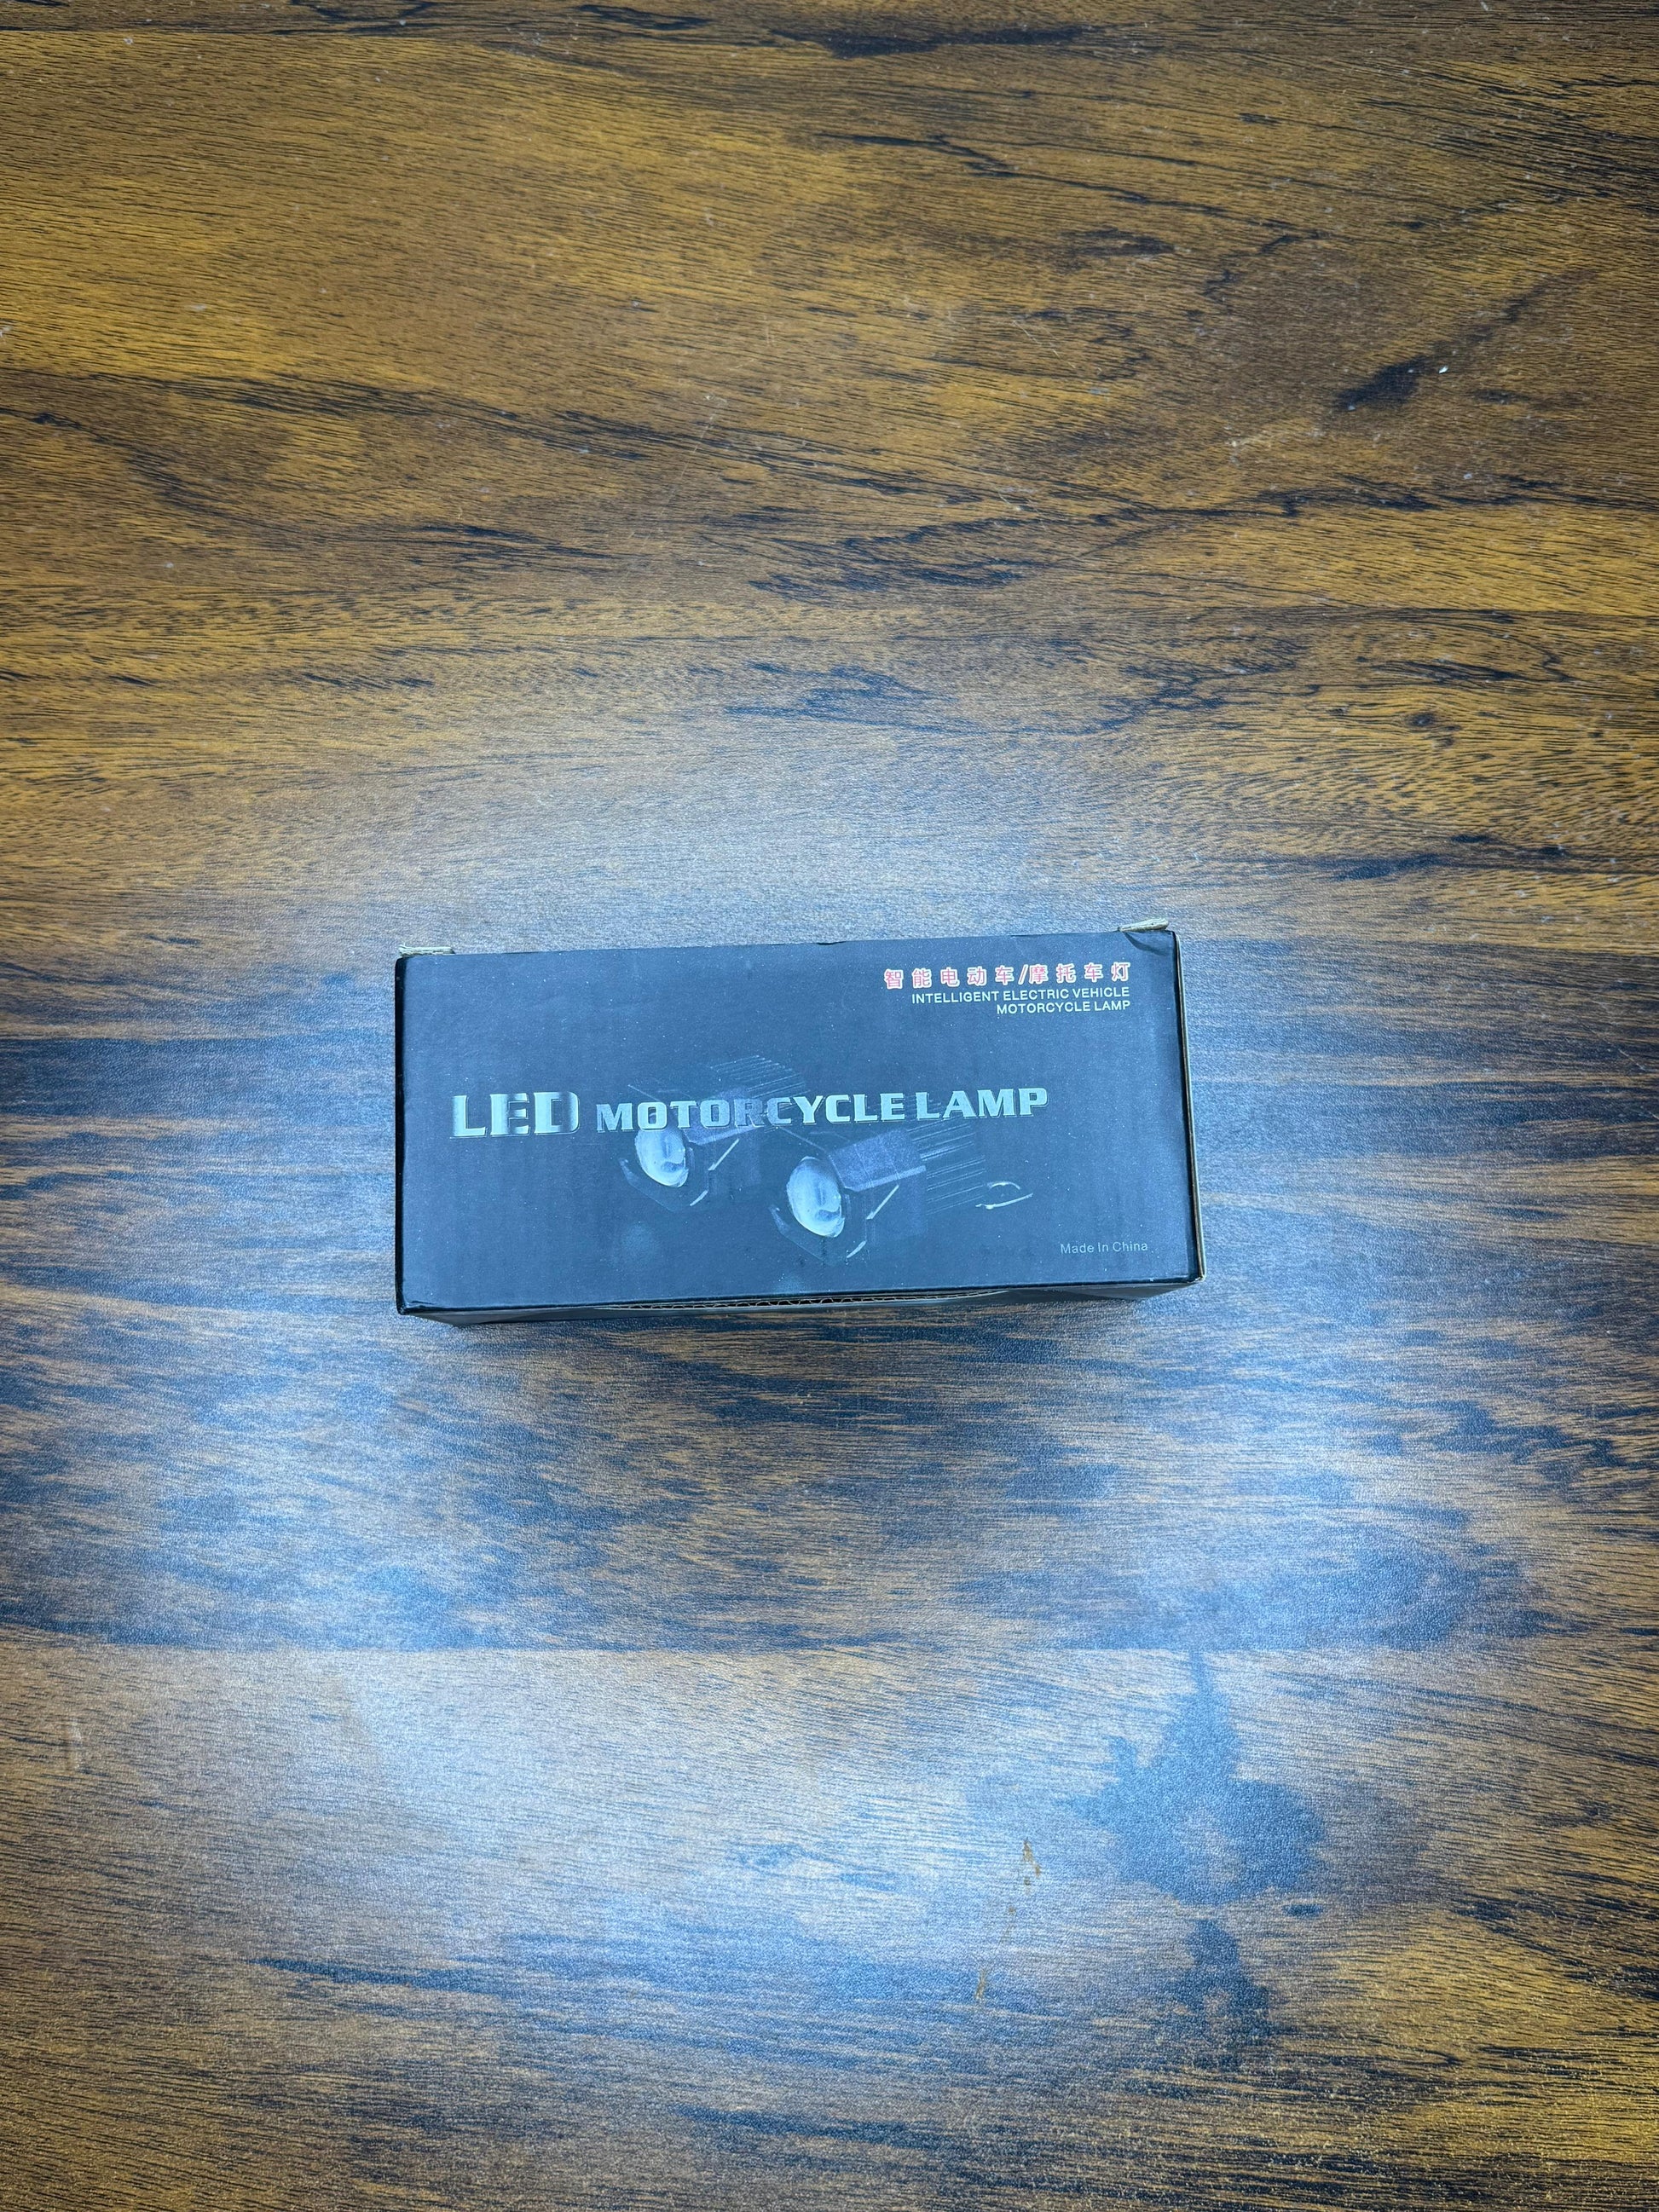 智能电动车/摩托车灯
INTELLIGENT ELECTRIC VEHICLE
MOTORCYCLE LAMP
LED MOTORCYCLE LAMP
Made In China